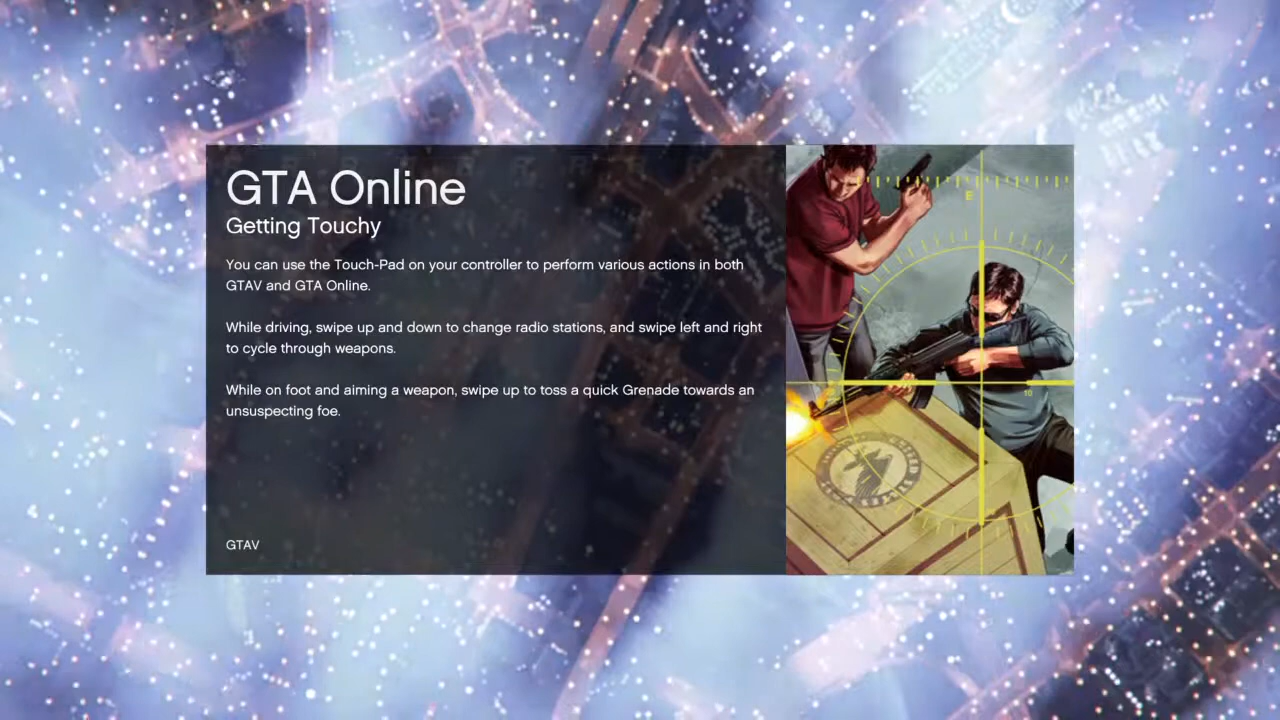 GTA Online
Getting Touchy
You can use the Touch-Pad on your controller to perform various actions in both
GTAV and GTA Online.
While driving, swipe up and down to change radio stations, and swipe left and right
to cycle through weapons.
While on foot and aiming a weapon, swipe up to toss a quick Grenade towards an
unsuspecting foe.
GTAV
E
10